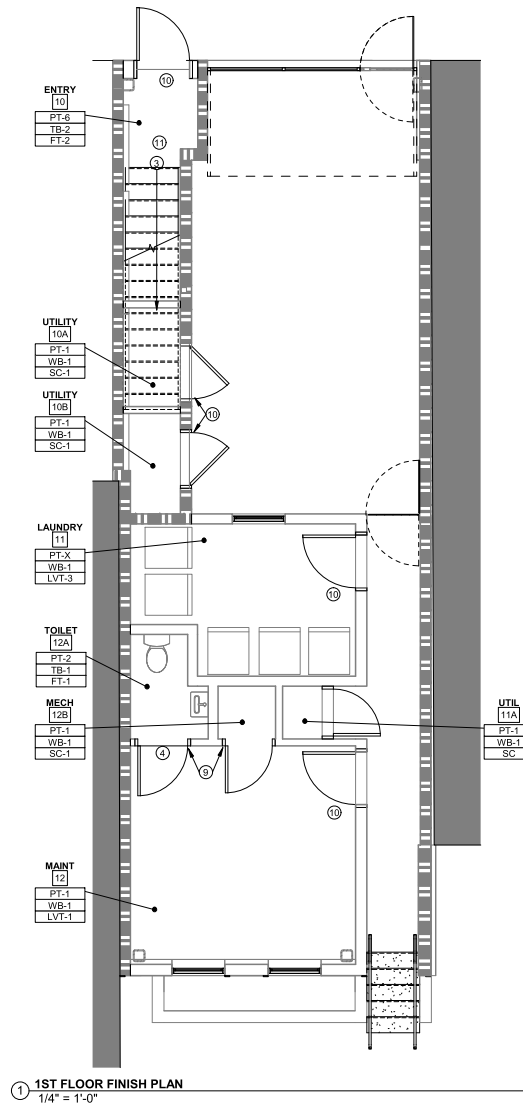 10
ENTRY
10
PT-6
TB-2
FT-2
11
3
UTILITY
10A
PT-1
WB-1
SC-1
UTILITY
10B
PT-1
WB-1
SC-1
10
LAUNDRY
11
PT-X
WB-1
LVT-3
10
TOILET
12A
PT-2
TB-1
FT-1
MECH
12B
PT-1
WB-1
SC-1
UTIL
11A
PT-1
WB-1
SC
4
9
10
MAINT
12
PT-1
WB-1
LVT-1
1 1ST FLOOR FINISH PLAN
1/4" = 1'-0"